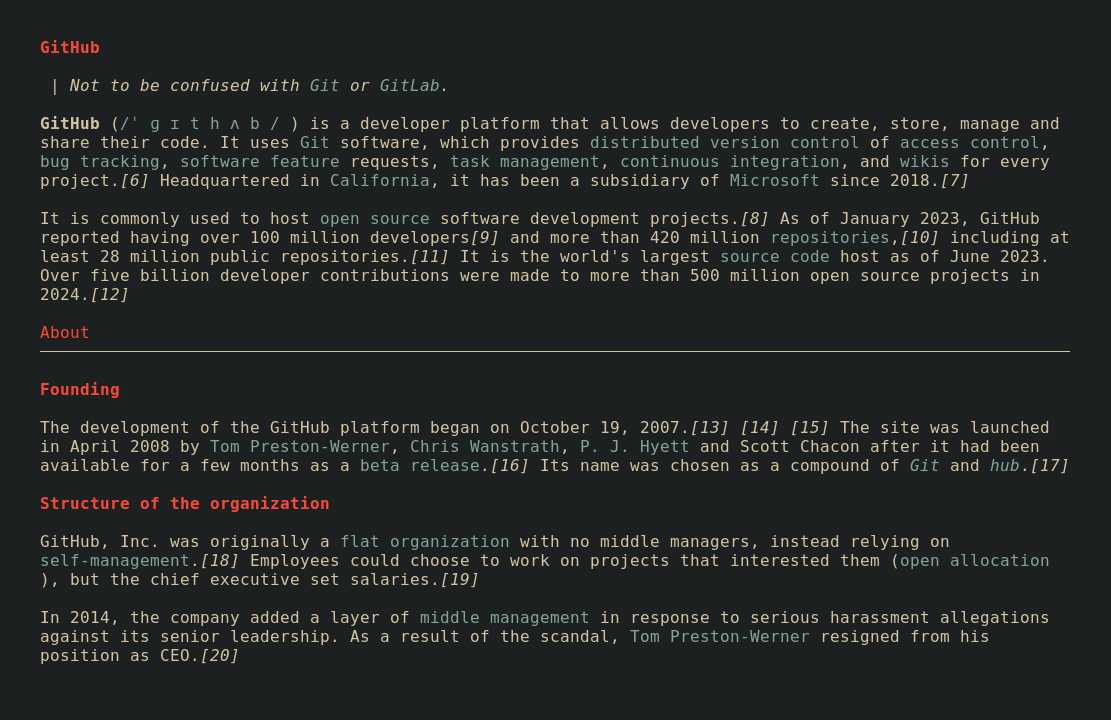 GitHub
| Not to be confused with Git or GitLab.
GitHub (/ˈ ɡ ɪ t h ʌ b / ) is a developer platform that allows developers to create, store, manage and
share their code. It uses Git software, which provides distributed version control of access control,
bug tracking, software feature requests, task management, continuous integration, and wikis for every
project.[6] Headquartered in California, it has been a subsidiary of Microsoft since 2018.[7]
It is commonly used to host open source software development projects.[8] As of January 2023, GitHub
reported having over 100 million developers[9] and more than 420 million repositories,[10] including at
least 28 million public repositories.[11] It is the world's largest source code host as of June 2023.
Over five billion developer contributions were made to more than 500 million open source projects in
2024.[12]
About
Founding
The development of the GitHub platform began on October 19, 2007.[13] [14] [15] The site was launched
in April 2008 by Tom Preston-Werner, Chris Wanstrath, P. J. Hyett and Scott Chacon after it had been
available for a few months as a beta release.[16] Its name was chosen as a compound of Git and hub.[17]
Structure of the organization
GitHub, Inc. was originally a flat organization with no middle managers, instead relying on
self-management.[18] Employees could choose to work on projects that interested them (open allocation
), but the chief executive set salaries.[19]
In 2014, the company added a layer of middle management in response to serious harassment allegations
against its senior leadership. As a result of the scandal, Tom Preston-Werner resigned from his
position as CEO.[20]